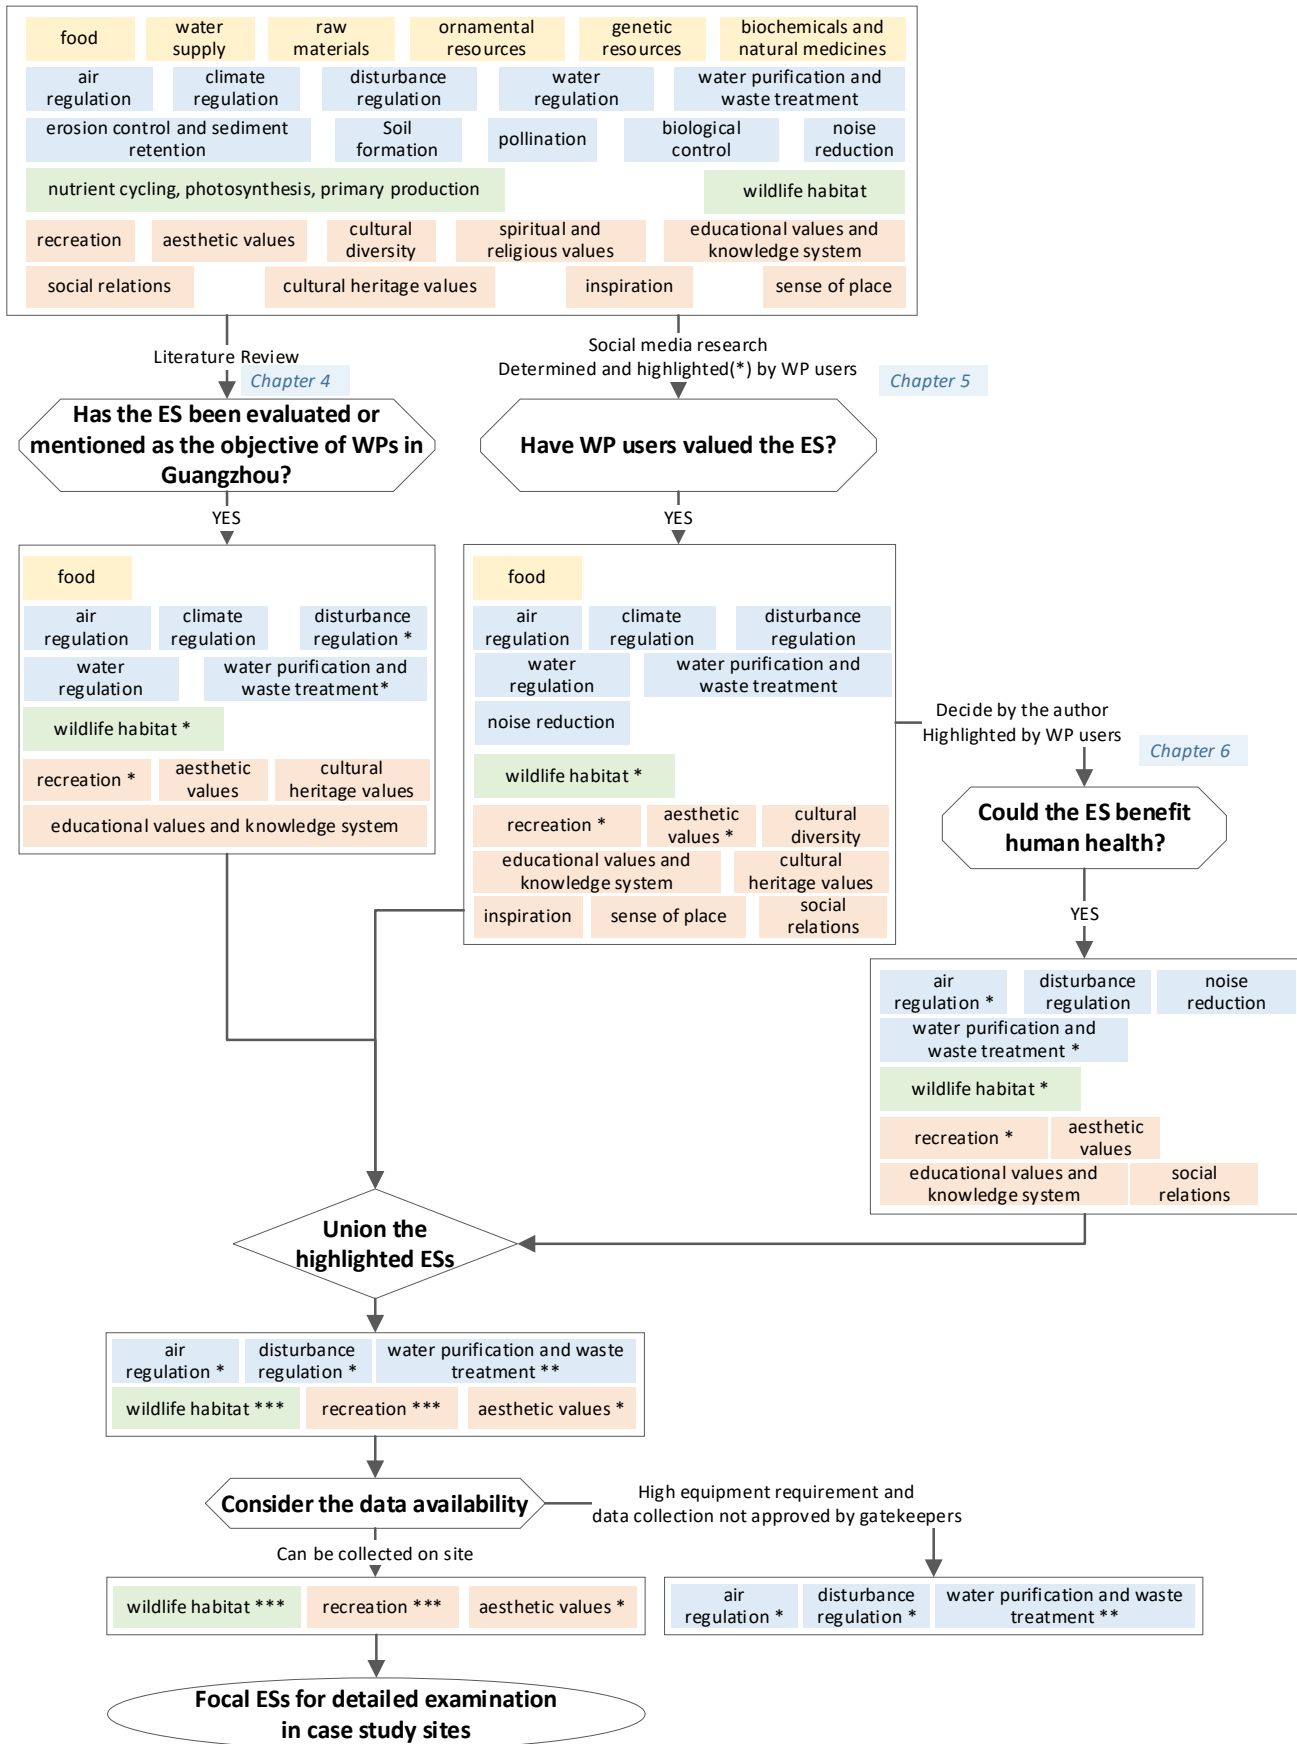 food
water
supply
raw
materials
ornamental
resources
genetic
resources
biochemicals and
natural medicines
air
regulation
climate
regulation
disturbance
regulation
water
regulation
water purification and
waste treatment
erosion control and sediment
retention
Soil
formation
pollination
biological
control
noise
reduction
nutrient cycling, photosynthesis, primary production
wildlife habitat
recreation
aesthetic values
cultural
diversity
spiritual and
religious values
educational values and
knowledge system
social relations
cultural heritage values
inspiration
sense of place
Literature Review
Chapter 4
Social media research
Determined and highlighted(*) by WP users
Chapter 5
Has the ES been evaluated or
mentioned as the objective of WPs in
Guangzhou?
Have WP users valued the ES?
YES
YES
food
air
regulation
climate
regulation
disturbance
regulation *
water
regulation
water purification and
waste treatment*
wildlife habitat *
recreation *
aesthetic
values
cultural
heritage values
educational values and knowledge system
food
air
regulation
climate
regulation
disturbance
regulation
water
regulation
water purification and
waste treatment
noise reduction
wildlife habitat *
recreation *
aesthetic
values *
cultural
diversity
educational values and
knowledge system
cultural
heritage values
inspiration
sense of place
social
relations
Decide by the author
Highlighted by WP users
Chapter 6
Could the ES benefit
human health?
YES
air
regulation *
disturbance
regulation
noise
reduction
water purification and
waste treatment *
wildlife habitat *
recreation *
aesthetic
values
educational values and
knowledge system
social
relations
Union the
highlighted ESs
air
regulation *
disturbance
regulation *
water purification and waste
treatment **
wildlife habitat ***
recreation ***
aesthetic values *
Consider the data availability
High equipment requirement and
data collection not approved by gatekeepers
Can be collected on site
wildlife habitat ***
recreation ***
aesthetic values *
air
regulation *
disturbance
regulation *
water purification and waste
treatment **
Focal ESs for detailed examination
in case study sites